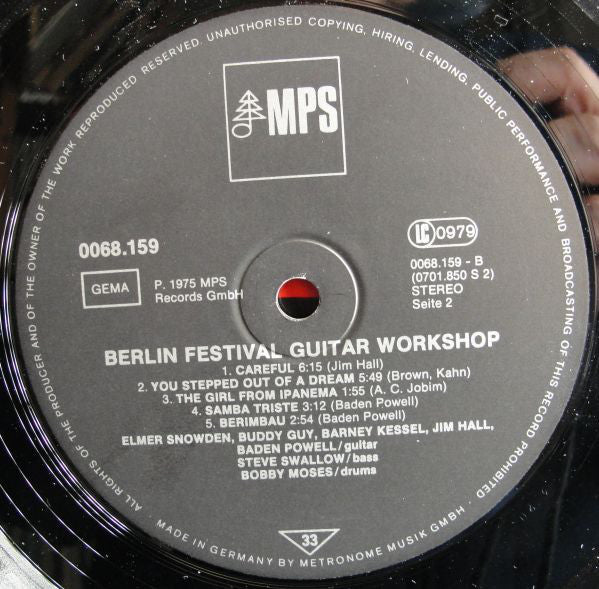 ALL RIGHTS OF THE PRODUCER AND OF THE OWNER OF THE WORK REPRODUCED RESERVED. UNAUTHORISED COPYING, HIRING, LENDING, PUBLIC PERFORMANCE AND BROADCASTING OF THIS RECORD PROHIBITED.
MPS
0068.159
LC 0979
GEMA
P. 1975 MPS
Records GmbH
0068.159 - B
(0701.850 S 2)
STEREO
Seite 2
BERLIN FESTIVAL GUITAR WORKSHOP
1. CAREFUL 6:15 (Jim Hall)
2. YOU STEPPED OUT OF A DREAM 5:49 (Brown, Kahn)
3. THE GIRL FROM IPANEMA 1:55 (A. C. Jobim)
4. SAMBA TRISTE 3:12 (Baden Powell)
5. BERIMBAU 2:54 (Baden Powell)
ELMER SNOWDEN, BUDDY GUY, BARNEY KESSEL, JIM HALL,
BADEN POWELL/guitar
STEVE SWALLOW/bass
BOBBY MOSES/drums
33
MADE IN GERMANY BY METRONOME MUSIK GMBH